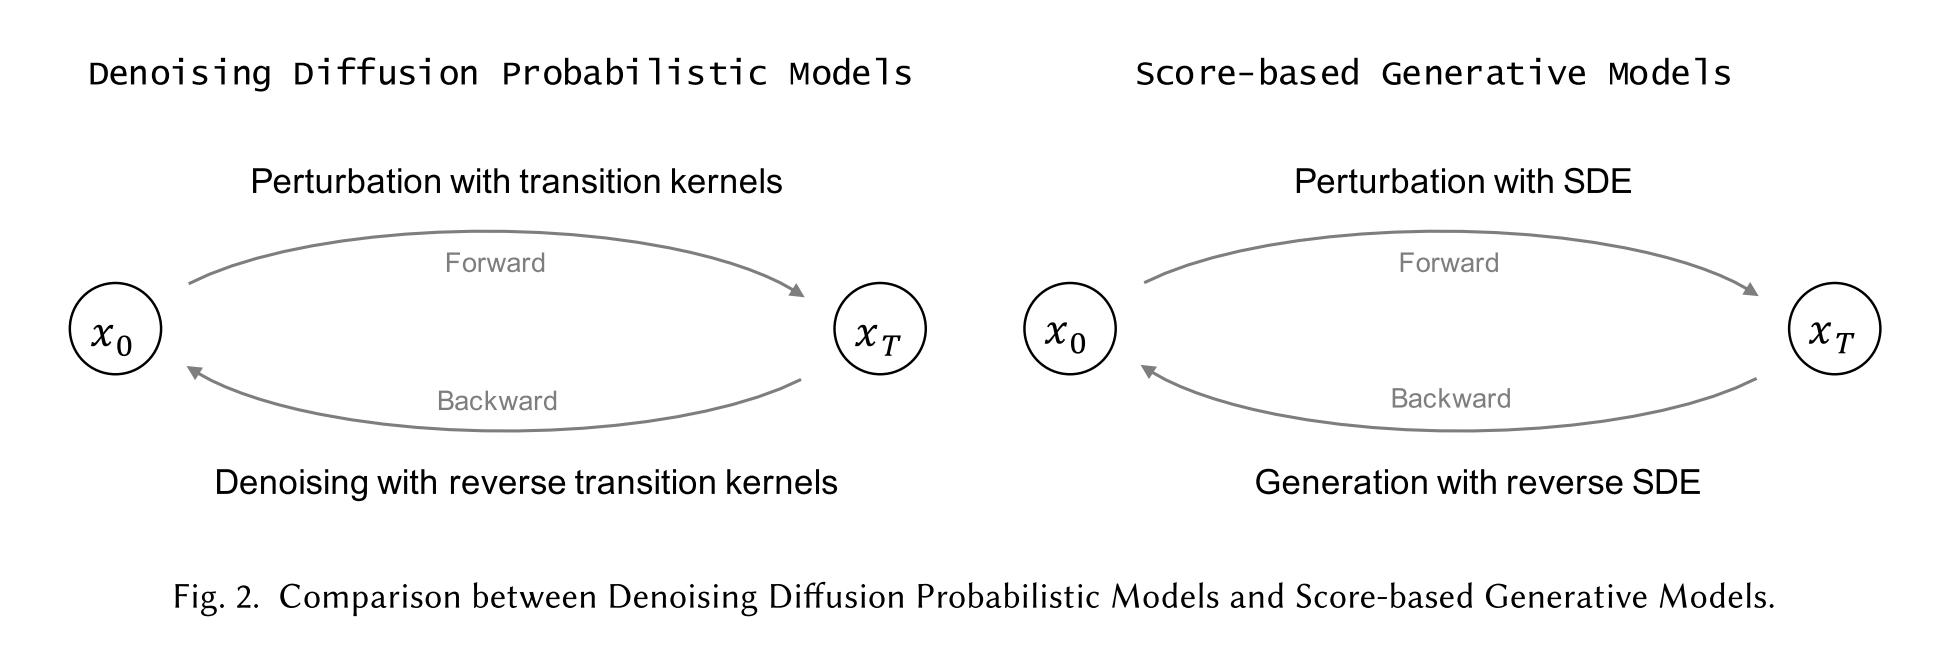 Denoising Diffusion Probabilistic Models
Perturbation with transition kernels
Forward
x_0
x_T
Backward
Denoising with reverse transition kernels
Score-based Generative Models
Perturbation with SDE
Forward
x_0
x_T
Backward
Generation with reverse SDE
Fig. 2. Comparison between Denoising Diffusion Probabilistic Models and Score-based Generative Models.